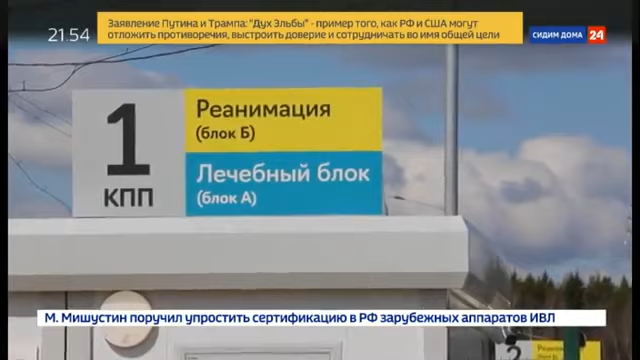 21.54
Заявление Путина и Трампа: "Дух Эльбы" - пример того, как РФ и США могут
отложить противоречия, выстроить доверие и сотрудничать во имя общей цели
СИДИМ ДОМА 24
1
КПП
Реанимация
(блок Б)
Лечебный блок
(блок А)
М. Мишустин поручил упростить сертификацию в РФ зарубежных аппаратов ИВЛ
2